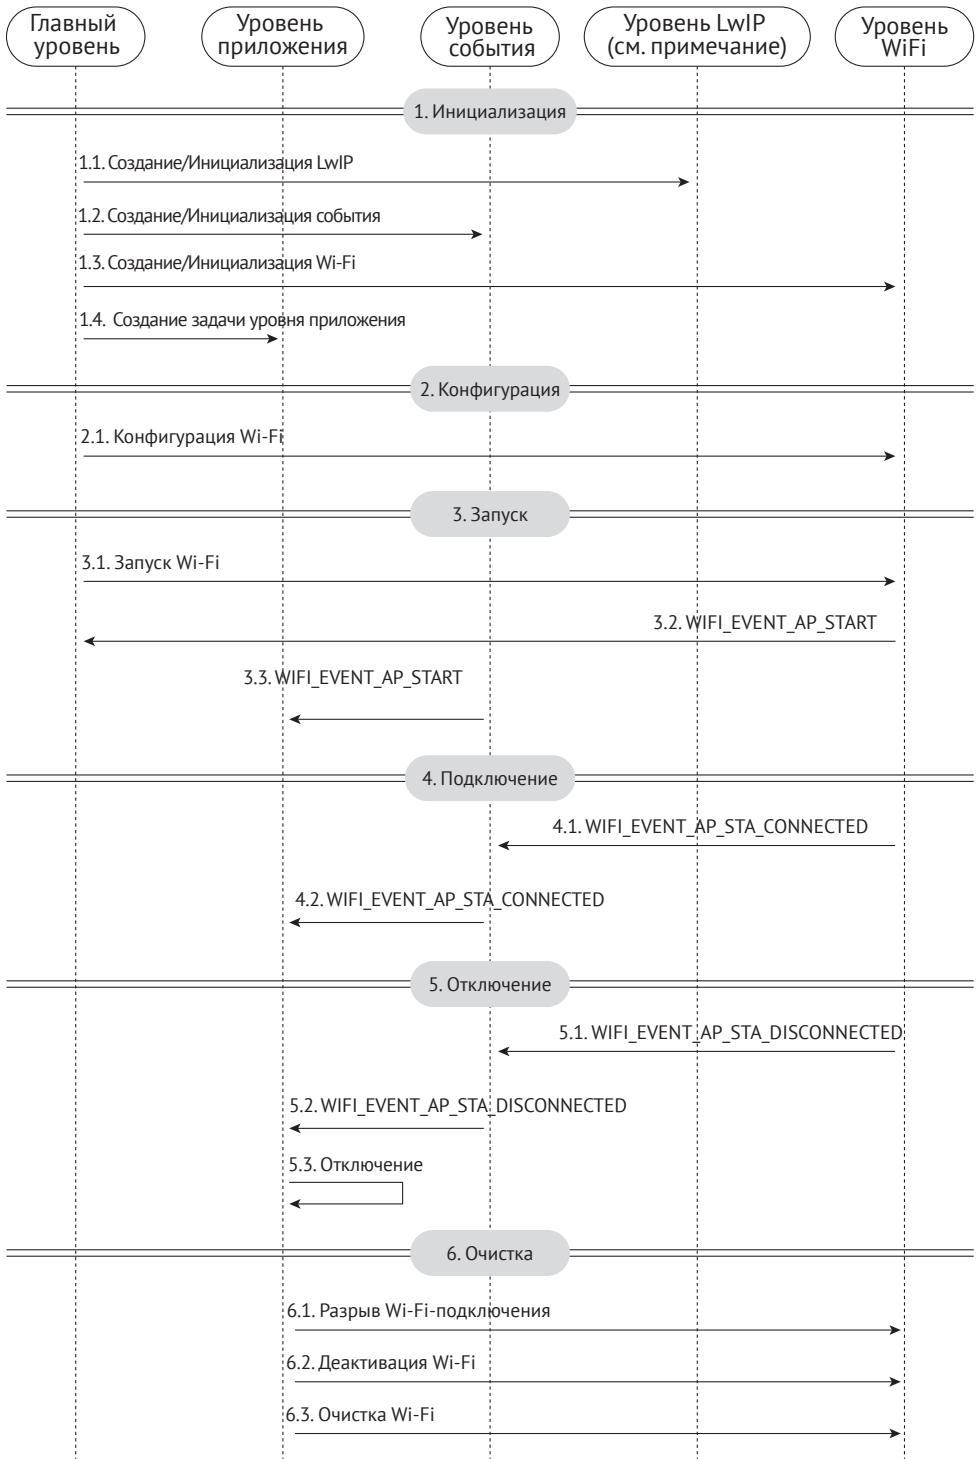 Главный
уровень
Уровень
приложения
Уровень
события
Уровень LwIP
(см. примечание)
Уровень
WiFi
1. Инициализация
1.1. Создание/Инициализация LwIP
1.2. Создание/Инициализация события
1.3. Создание/Инициализация Wi-Fi
1.4. Создание задачи уровня приложения
2. Конфигурация
2.1. Конфигурация Wi-Fi
3. Запуск
3.1. Запуск Wi-Fi
3.2. WIFI_EVENT_AP_START
3.3. WIFI_EVENT_AP_START
4. Подключение
4.1. WIFI_EVENT_AP_STA_CONNECTED
4.2. WIFI_EVENT_AP_STA_CONNECTED
5. Отключение
5.1. WIFI_EVENT_AP_STA_DISCONNECTED
5.2. WIFI_EVENT_AP_STA_DISCONNECTED
5.3. Отключение
6. Очистка
6.1. Разрыв Wi-Fi-подключения
6.2. Деактивация Wi-Fi
6.3. Очистка Wi-Fi